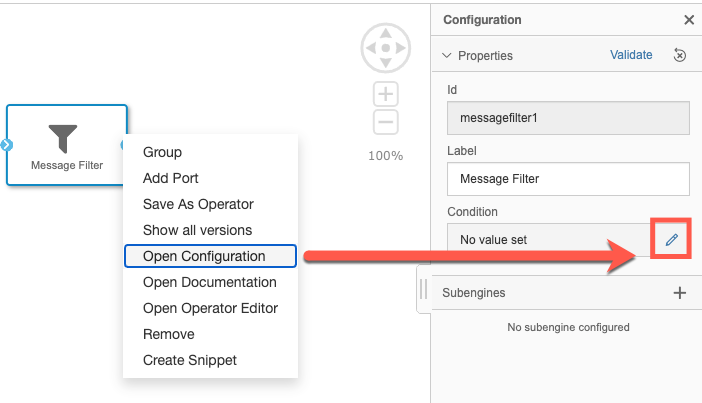 Message Filter
Group
Add Port
Save As Operator
Show all versions
Open Configuration
Open Documentation
Open Operator Editor
Remove
Create Snippet
100%
Configuration
Properties
Validate
Id
messagefilter1
Label
Message Filter
Condition
No value set
Subengines
No subengine configured